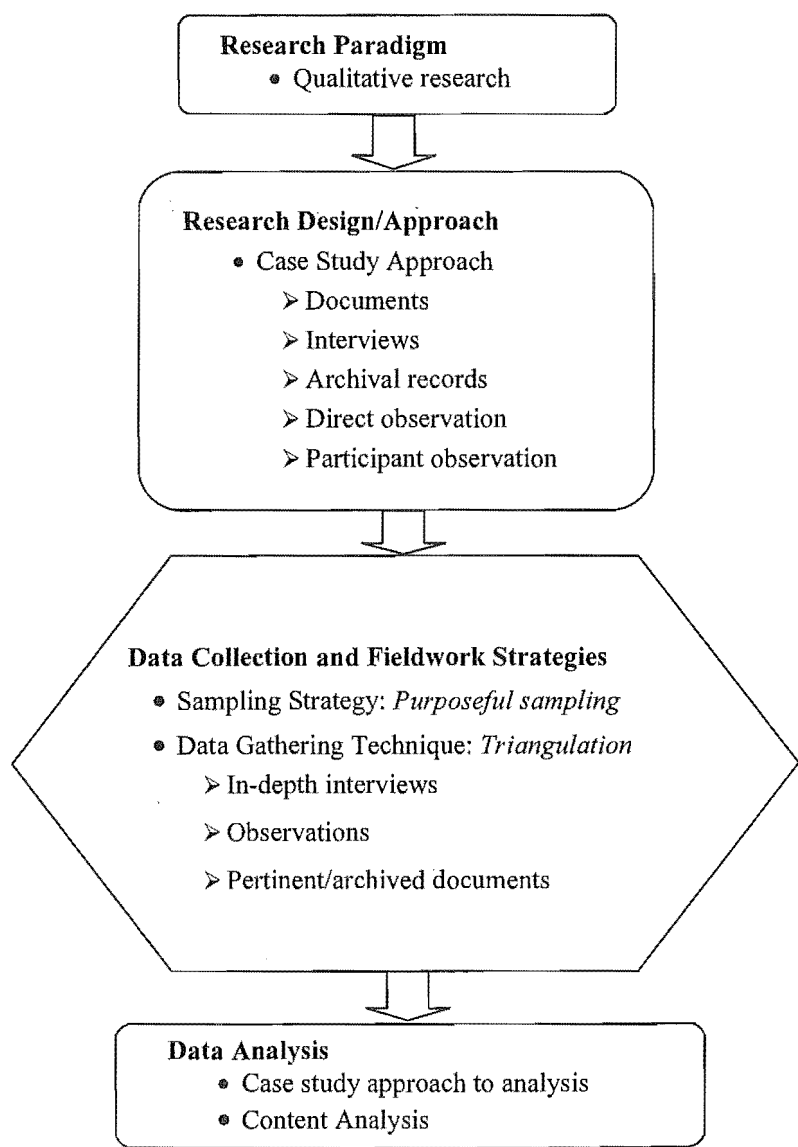 Research Paradigm
• Qualitative research
Research Design/Approach
• Case Study Approach
➢ Documents
➢ Interviews
➢ Archival records
➢ Direct observation
➢ Participant observation
Data Collection and Fieldwork Strategies
• Sampling Strategy: Purposeful sampling
• Data Gathering Technique: Triangulation
➢ In-depth interviews
➢ Observations
➢ Pertinent/archived documents
Data Analysis
• Case study approach to analysis
• Content Analysis